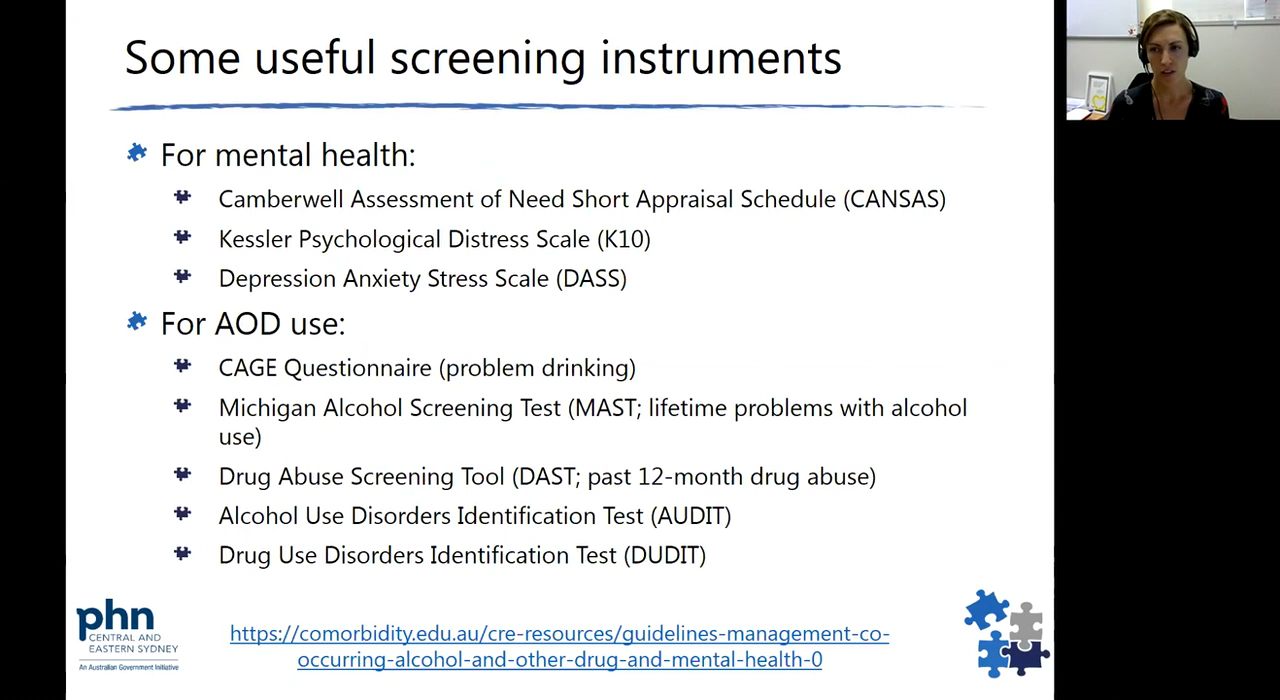 Some useful screening instruments
For mental health:
Camberwell Assessment of Need Short Appraisal Schedule (CANSAS)
Kessler Psychological Distress Scale (K10)
Depression Anxiety Stress Scale (DASS)
For AOD use:
CAGE Questionnaire (problem drinking)
Michigan Alcohol Screening Test (MAST; lifetime problems with alcohol
use)
Drug Abuse Screening Tool (DAST; past 12-month drug abuse)
Alcohol Use Disorders Identification Test (AUDIT)
Drug Use Disorders Identification Test (DUDIT)
phn
CENTRAL AND
EASTERN SYDNEY
An Australian Government Initiative
https://comorbidity.edu.au/cre-resources/guidelines-management-co-
occurring-alcohol-and-other-drug-and-mental-health-0